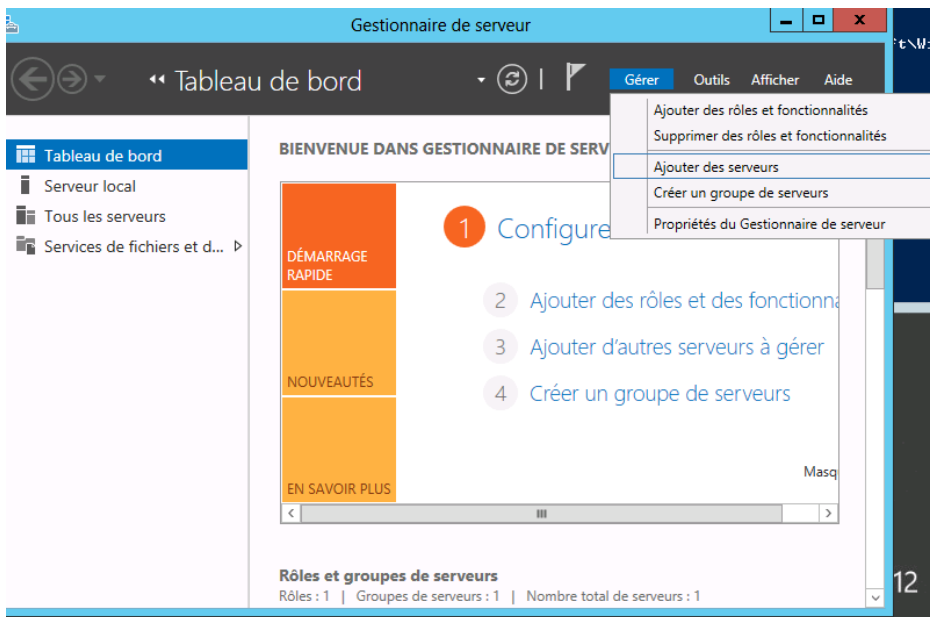 Gestionnaire de serveur
Tableau de bord
Gérer Outils Afficher Aide
Ajouter des rôles et fonctionnalités
Supprimer des rôles et fonctionnalités
Ajouter des serveurs
Créer un groupe de serveurs
Propriétés du Gestionnaire de serveur
Tableau de bord
Serveur local
Tous les serveurs
Services de fichiers et d...
BIENVENUE DANS GESTIONNAIRE DE SERV
DÉMARRAGE
RAPIDE
NOUVEAUTÉS
EN SAVOIR PLUS
1 Configure
2 Ajouter des rôles et des fonctionna
3 Ajouter d'autres serveurs à gérer
4 Créer un groupe de serveurs
Masq
Rôles et groupes de serveurs
Rôles : 1 | Groupes de serveurs : 1 | Nombre total de serveurs : 1
12